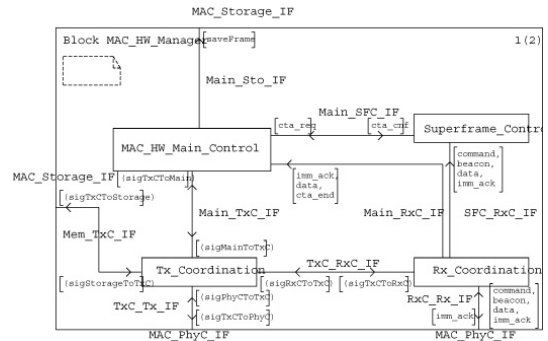 MAC_Storage_IF
Block MAC_HW_Manager
[saveFrame]
1(2)
Main_Sto_IF
Main_SFC_IF
[cta_req]
[cta_cnf]
MAC_HW_Main_Control
Superframe_Contr
[command,
beacon,
data,
imm_ack]
[imm_ack,
data,
cta_end]
MAC_Storage_IF
[(sigTxCToMain)]
[(sigTxCToStorage)]
Main_TxC_IF
Main_RxC_IF
SFC_RxC_IF
Mem_TxC_IF
[(sigMainToTxC)]
TxC_RxC_IF
Tx_Coordination
Rx_Coordination
[(sigStorageToTxC)]
[(sigRxCToTxC)]
[(sigTxCToRxC)]
[(sigPhyCToTxC)]
TxC_Tx_IF
RxC_Rx_IF
[command,
beacon,
data,
imm_ack]
[(sigTxCToPhyC)]
[imm_ack]
MAC_PhyC_IF
MAC_PhyC_IF